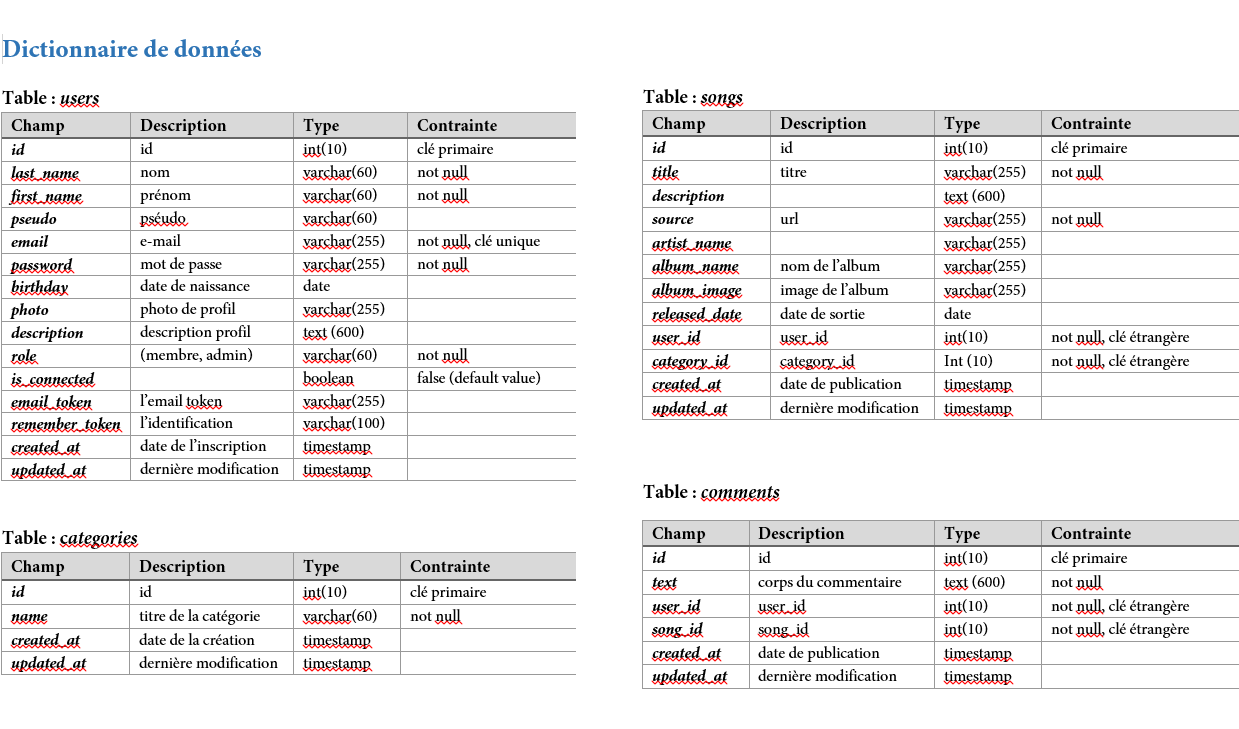 Dictionnaire de données
Table : users
Champ Description Type Contrainte
id id int(10) clé primaire
last_name nom varchar(60) not null
first_name prénom varchar(60) not null
pseudo pséudo varchar(60)
email e-mail varchar(255) not null, clé unique
password mot de passe varchar(255) not null
birthday date de naissance date
photo photo de profil varchar(255)
description description profil text (600)
role (membre, admin) varchar(60) not null
is_connected boolean false (default value)
email_token l’email token varchar(255)
remember_token l’identification varchar(100)
created_at date de l’inscription timestamp
updated_at dernière modification timestamp
Table : categories
Champ Description Type Contrainte
id id int(10) clé primaire
name titre de la catégorie varchar(60) not null
created_at date de la création timestamp
updated_at dernière modification timestamp
Table : songs
Champ Description Type Contrainte
id id int(10) clé primaire
title titre varchar(255) not null
description text (600)
source url varchar(255) not null
artist_name varchar(255)
album_name nom de l’album varchar(255)
album_image image de l’album varchar(255)
released_date date de sortie date
user_id user_id int(10) not null, clé étrangère
category_id category_id Int (10) not null, clé étrangère
created_at date de publication timestamp
updated_at dernière modification timestamp
Table : comments
Champ Description Type Contrainte
id id int(10) clé primaire
text corps du commentaire text (600) not null
user_id user_id int(10) not null, clé étrangère
song_id song_id int(10) not null, clé étrangère
created_at date de publication timestamp
updated_at dernière modification timestamp